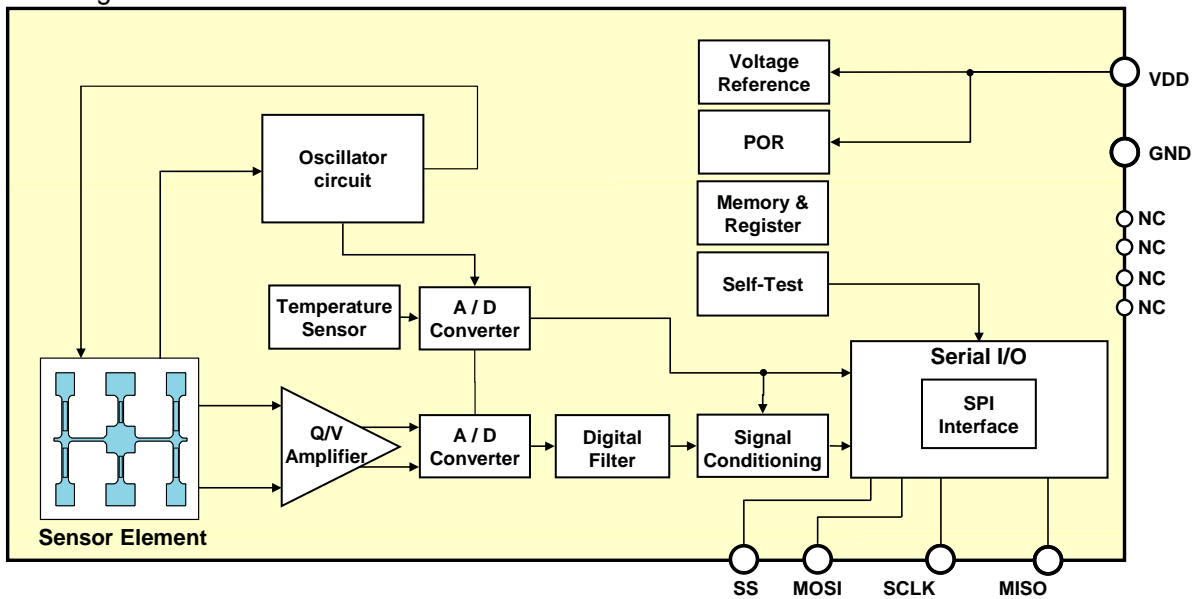 Voltage
Reference
VDD
POR
GND
Oscillator
circuit
Memory &
Register
NC
NC
NC
NC
Self-Test
Temperature
Sensor
A / D
Converter
Serial I/O
SPI
Interface
Q/V
Amplifier
A / D
Converter
Digital
Filter
Signal
Conditioning
Sensor Element
SS
MOSI
SCLK
MISO